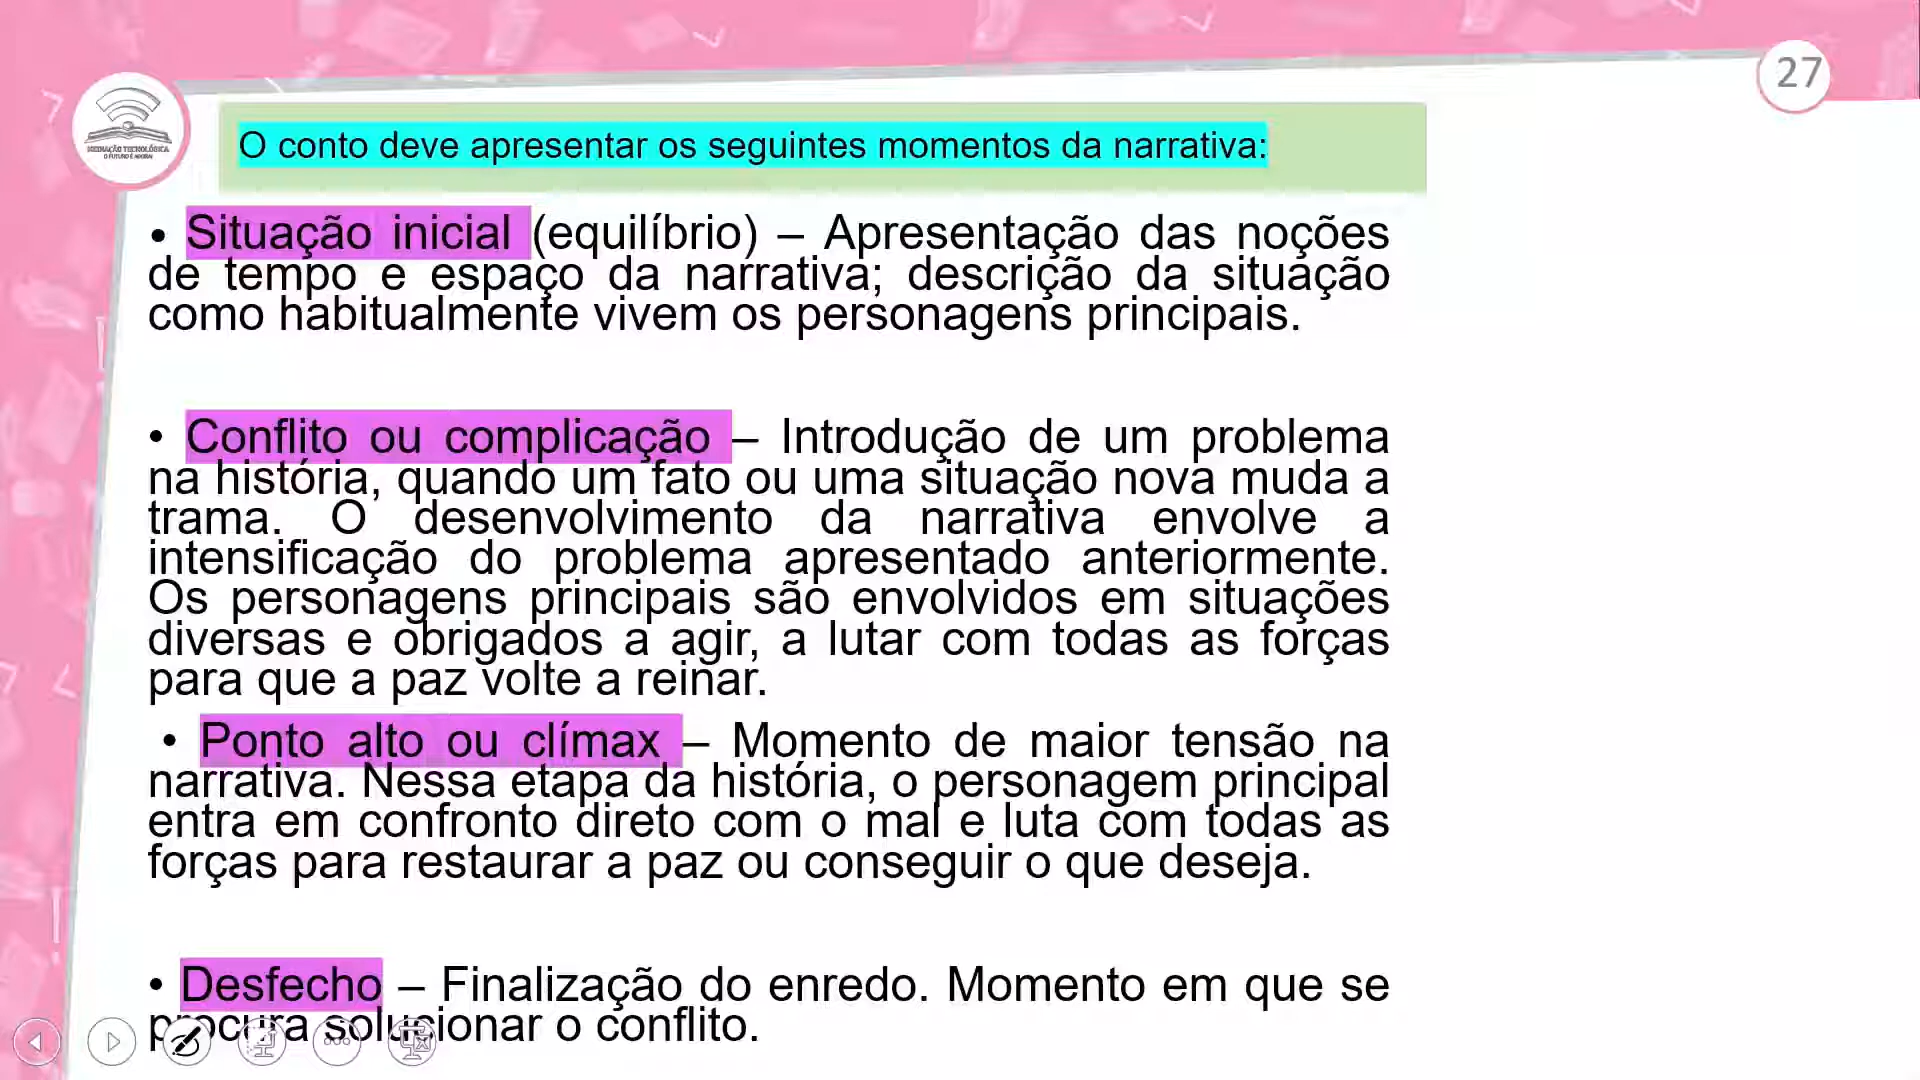 27
MEDIAÇÃO TECNOLÓGICA
O FUTURO É AGORA!
O conto deve apresentar os seguintes momentos da narrativa:
• Situação inicial (equilíbrio) – Apresentação das noções
de tempo e espaço da narrativa; descrição da situação
como habitualmente vivem os personagens principais.
• Conflito ou complicação – Introdução de um problema
na história, quando um fato ou uma situação nova muda a
trama. O desenvolvimento da narrativa envolve a
intensificação do problema apresentado anteriormente.
Os personagens principais são envolvidos em situações
diversas e obrigados a agir, a lutar com todas as forças
para que a paz volte a reinar.
• Ponto alto ou clímax – Momento de maior tensão na
narrativa. Nessa etapa da história, o personagem principal
entra em confronto direto com o mal e luta com todas as
forças para restaurar a paz ou conseguir o que deseja.
• Desfecho – Finalização do enredo. Momento em que se
procura solucionar o conflito.